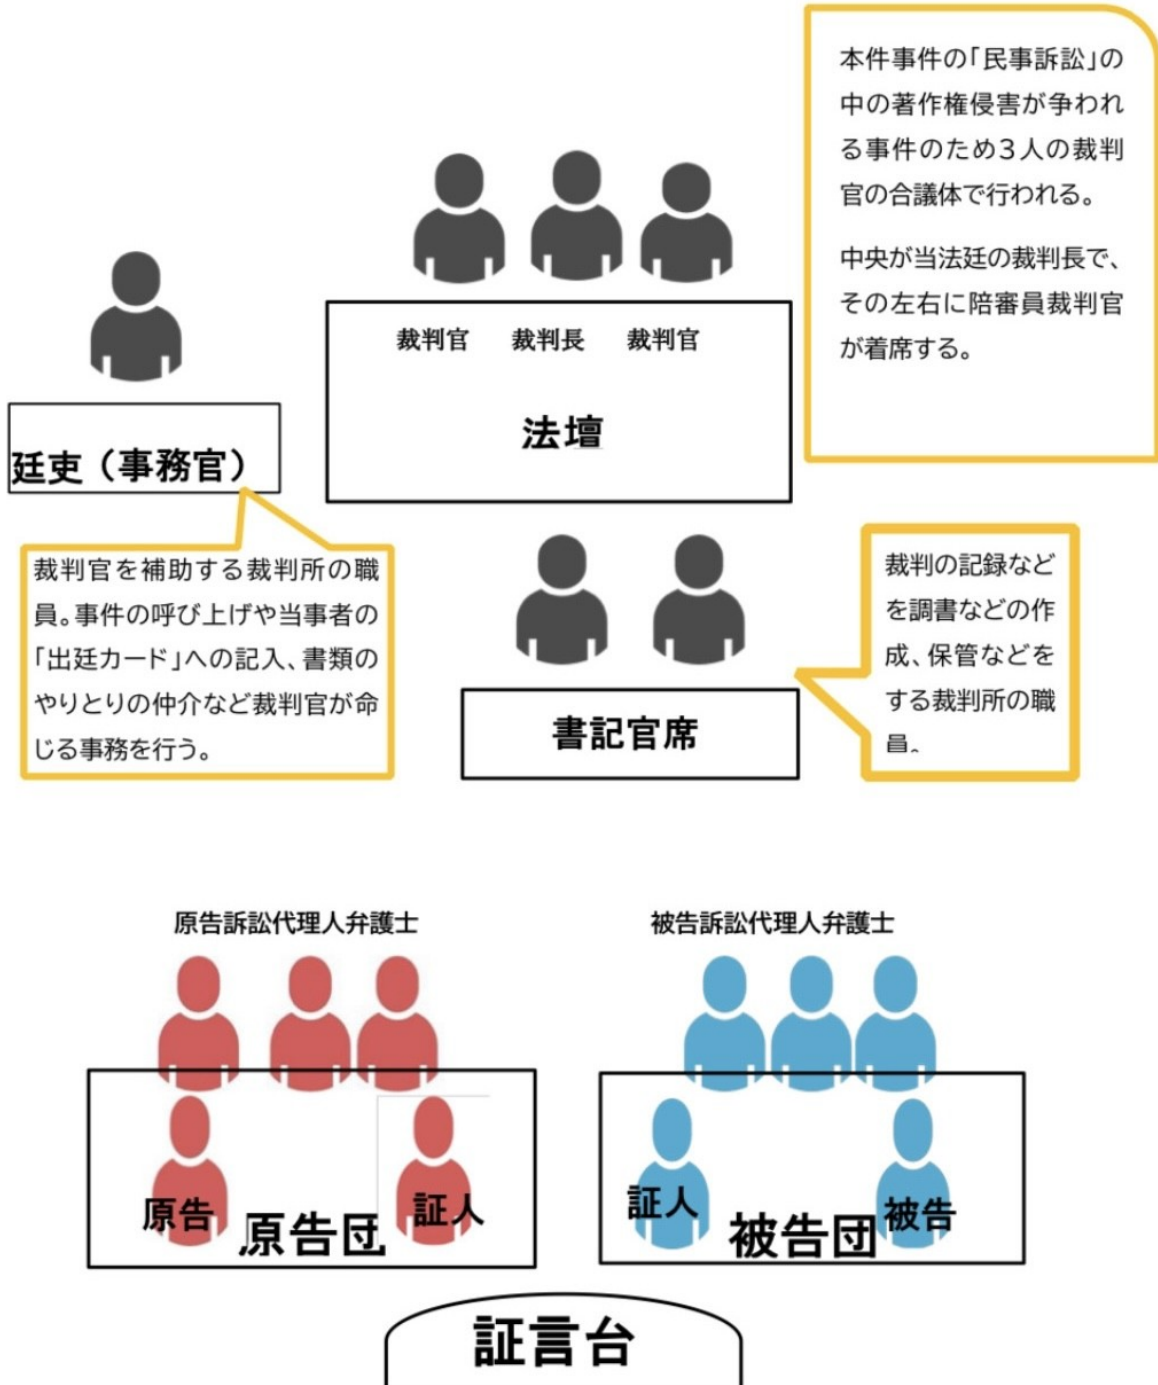 本件事件の「民事訴訟」の
中の著作権侵害が争われ
る事件のため3人の裁判
官の合議体で行われる。
中央が当法廷の裁判長で、
その左右に陪審員裁判官
が着席する。
裁判官 裁判長 裁判官
法壇
廷吏（事務官）
裁判官を補助する裁判所の職
員。事件の呼び上げや当事者の
「出廷カード」への記入、書類の
やりとりの仲介など裁判官が命
じる事務を行う。
裁判の記録など
を調書などの作
成、保管などを
する裁判所の職
員。
書記官席
原告訴訟代理人弁護士
被告訴訟代理人弁護士
原告 原告団 証人
証人 被告団 被告
証言台